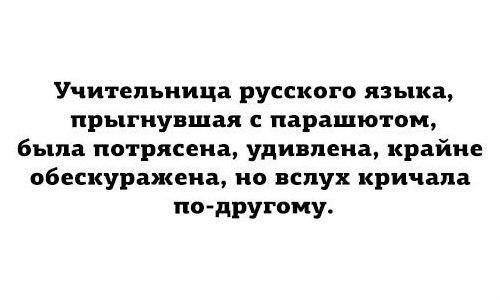 Учительница русского языка,
прыгнувшая с парашютом,
была потрясена, удивлена, крайне
обескуражена, но вслух кричала
по-другому.